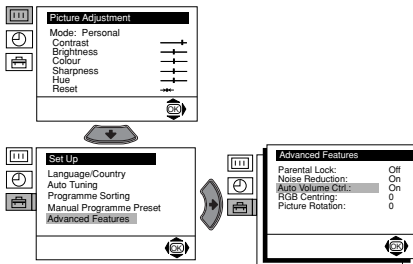 Picture Adjustment
Mode: Personal
Contrast
Brightness
Colour
Sharpness
Hue
Reset
OK
Set Up
Language/Country
Auto Tuning
Programme Sorting
Manual Programme Preset
Advanced Features
OK
Advanced Features
Parental Lock: Off
Noise Reduction: On
Auto Volume Ctrl.: On
RGB Centring: 0
Picture Rotation: 0
OK